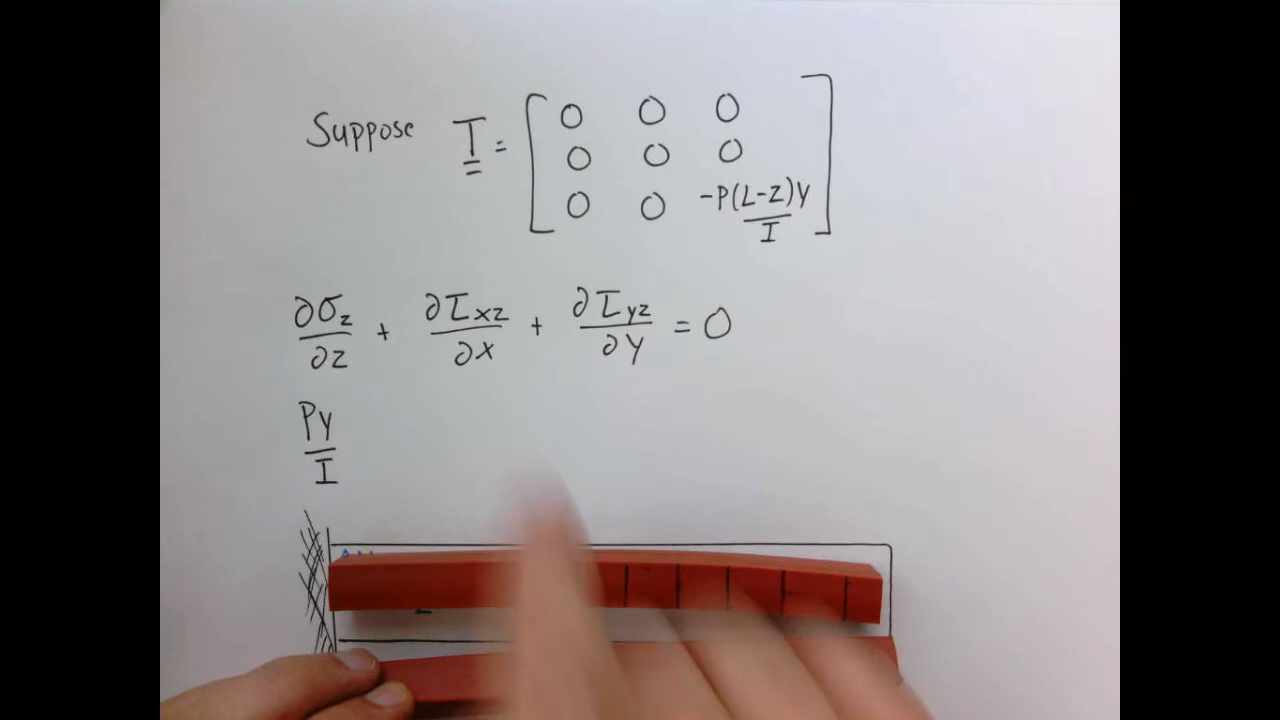 Suppose T = [ 0 0 0
0 0 0
0 0 -P(L-z)y/I ]
∂σz/∂z + ∂τxz/∂x + ∂τyz/∂y = 0
Py/I